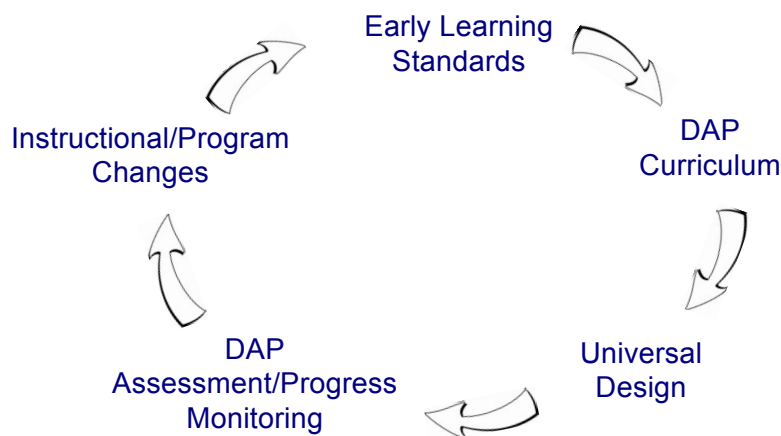 Early Learning
Standards
DAP
Curriculum
Universal
Design
DAP
Assessment/Progress
Monitoring
Instructional/Program
Changes